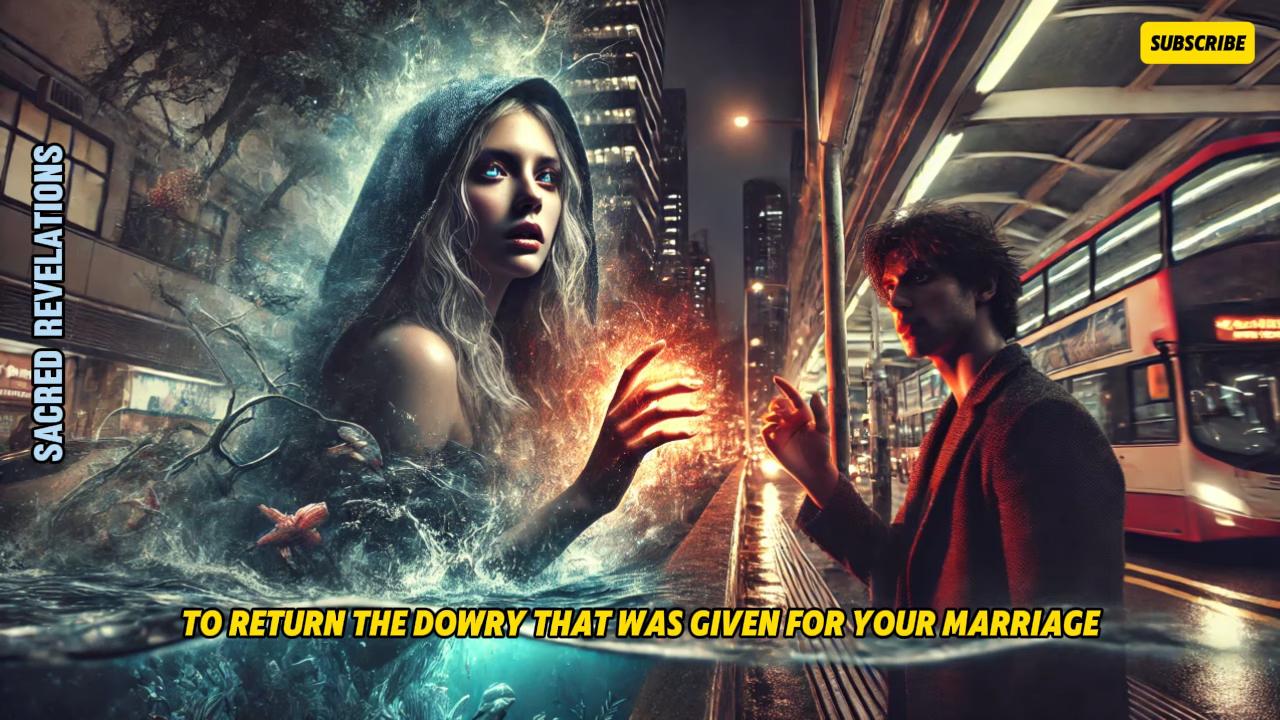 SUBSCRIBE
SACRED REVELATIONS
TO RETURN THE DOWRY THAT WAS GIVEN FOR YOUR MARRIAGE